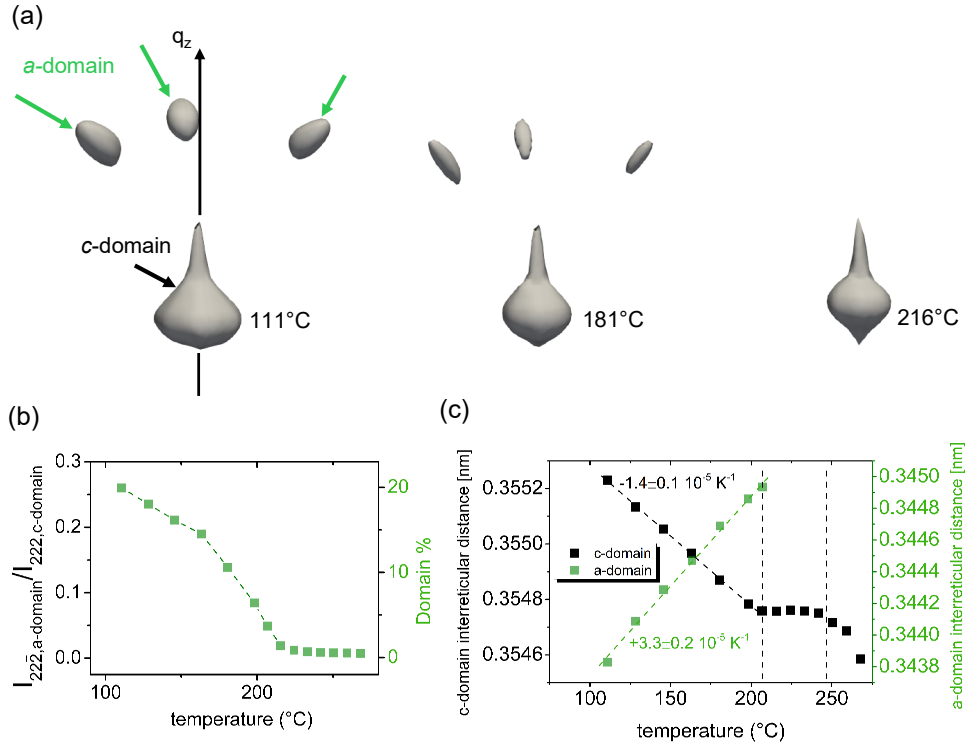 (a)
q_z
a-domain
c-domain
111°C
181°C
216°C
(b)
I_{22̅2̅,a-domain}/I_{222,c-domain}
0.3
0.2
0.1
0.0
20
10
0
Domain %
100
200
temperature (°C)
(c)
c-domain interreticular distance [nm]
0.3552
0.3550
0.3548
0.3546
-1.4±0.1 10^{-5} K^{-1}
c-domain
a-domain
+3.3±0.2 10^{-5} K^{-1}
0.3450
0.3448
0.3446
0.3444
0.3442
0.3440
0.3438
a-domain interreticular distance [nm]
100
150
200
250
temperature (°C)